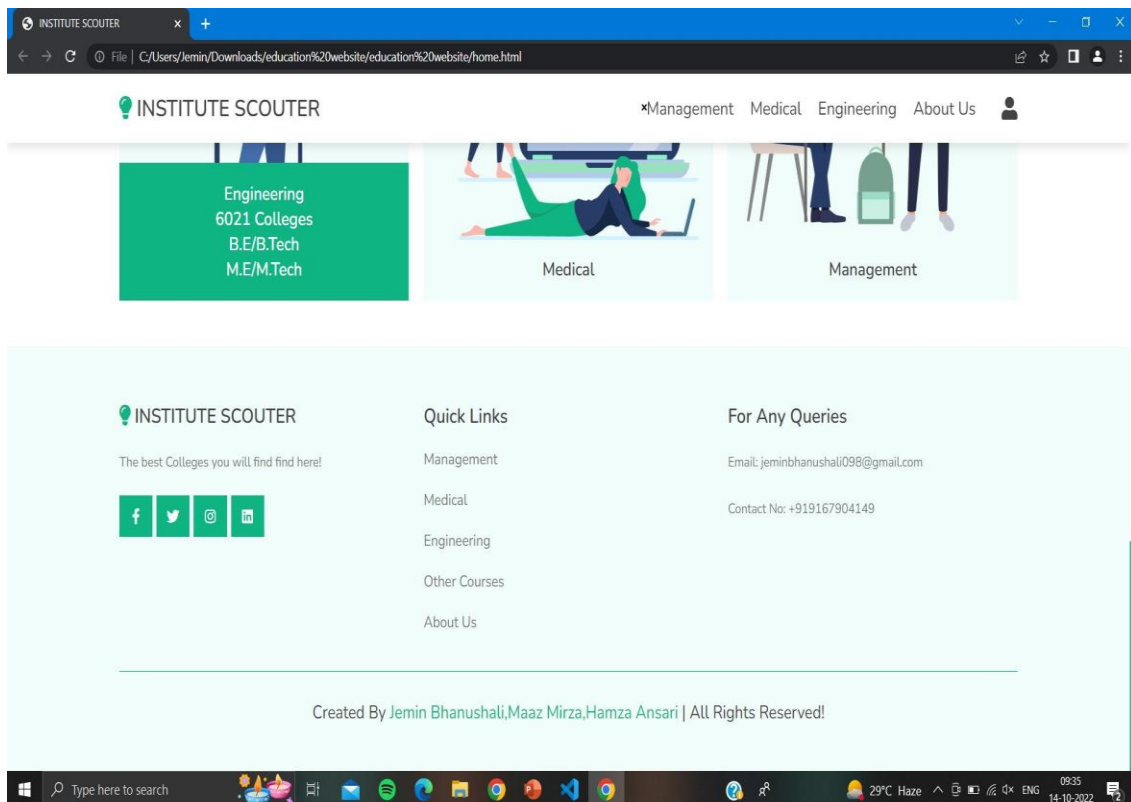 INSTITUTE SCOUTER
File | C:/Users/Jemin/Downloads/education%20website/education%20website/home.html
INSTITUTE SCOUTER
Management Medical Engineering About Us
Engineering
6021 Colleges
B.E/B.Tech
M.E/M.Tech
Medical
Management
INSTITUTE SCOUTER
The best Colleges you will find find here!
Quick Links
Management
Medical
Engineering
Other Courses
About Us
For Any Queries
Email: jeminbhanushali098@gmail.com
Contact No: +919167904149
Created By Jemin Bhanushali,Maaz Mirza,Hamza Ansari | All Rights Reserved!
Type here to search
29°C Haze
ENG
09:35
14-10-2022
2